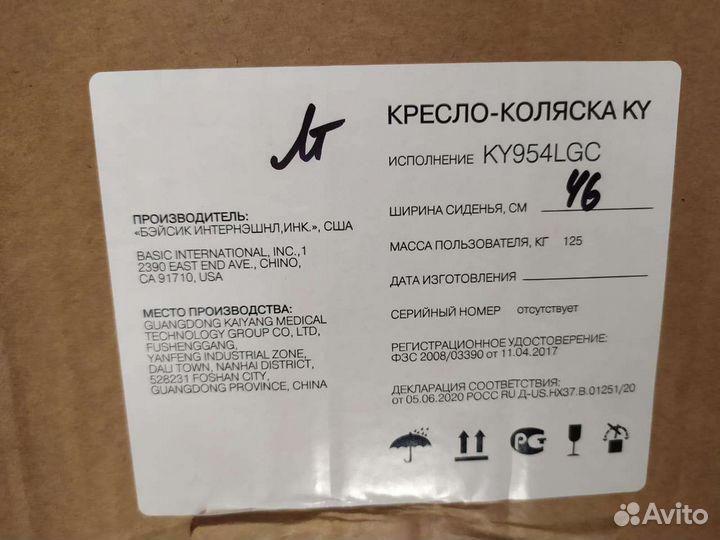 КРЕСЛО-КОЛЯСКА KY
ИСПОЛНЕНИЕ KY954LGC
ШИРИНА СИДЕНЬЯ, СМ 46
МАССА ПОЛЬЗОВАТЕЛЯ, КГ 125
ДАТА ИЗГОТОВЛЕНИЯ
СЕРИЙНЫЙ НОМЕР отсутствует
РЕГИСТРАЦИОННОЕ УДОСТОВЕРЕНИЕ:
ФЗС 2008/03390 от 11.04.2017
ДЕКЛАРАЦИЯ СООТВЕТСТВИЯ:
от 05.06.2020 РОСС RU Д-US.НХ37.В.01251/20
ПРОИЗВОДИТЕЛЬ:
«БЭЙСИК ИНТЕРНЭШНЛ,ИНК.», США
BASIC INTERNATIONAL, INC.,1
2390 EAST END AVE., CHINO,
CA 91710, USA
МЕСТО ПРОИЗВОДСТВА:
GUANGDONG KAIYANG MEDICAL
TECHNOLOGY GROUP CO, LTD,
FUSHENGGANG,
YANFENG INDUSTRIAL ZONE,
DALI TOWN, NANHAI DISTRICT,
528231 FOSHAN CITY,
GUANGDONG PROVINCE, CHINA
РСТ
Avito